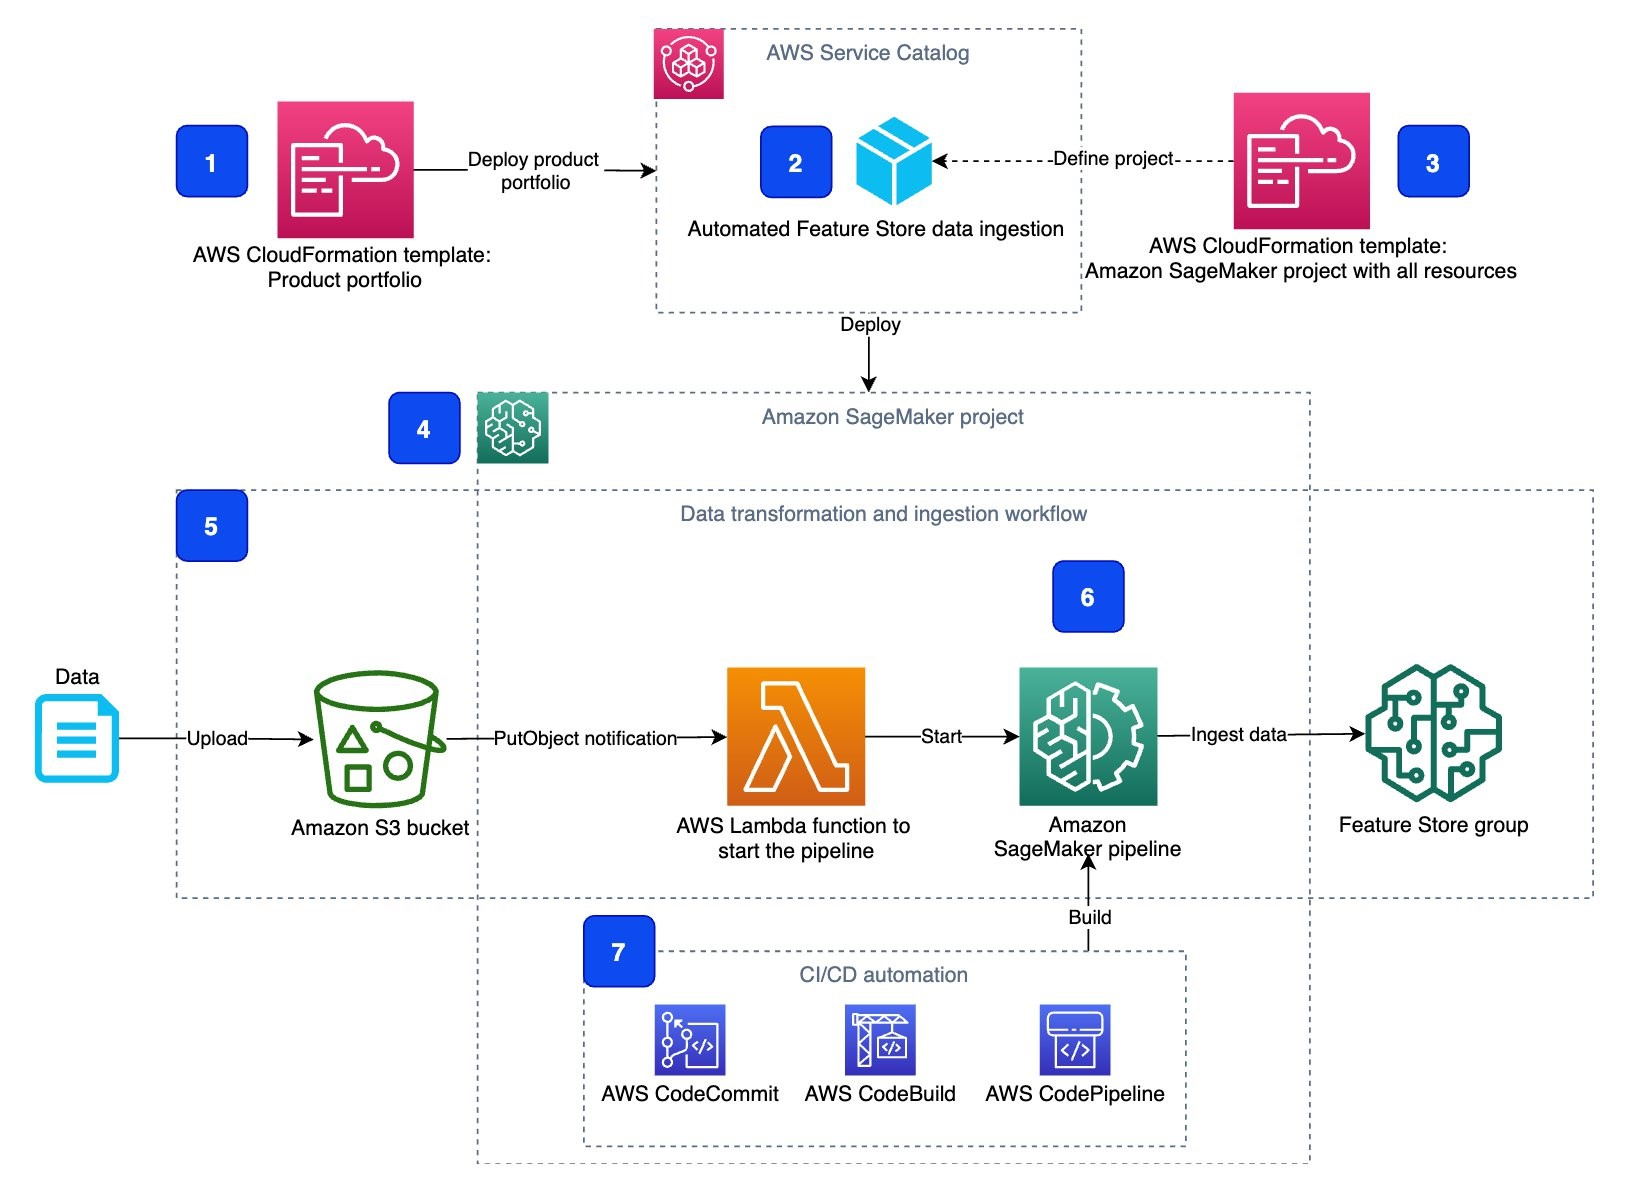 AWS Service Catalog
1
Deploy product
portfolio
2
Define project
3
Automated Feature Store data ingestion
AWS CloudFormation template:
Product portfolio
AWS CloudFormation template:
Amazon SageMaker project with all resources
Deploy
4
Amazon SageMaker project
5
Data transformation and ingestion workflow
6
Data
Upload
PutObject notification
Start
Ingest data
Amazon S3 bucket
AWS Lambda function to
start the pipeline
Amazon
SageMaker pipeline
Feature Store group
Build
7
CI/CD automation
</>
</>
</>
AWS CodeCommit
AWS CodeBuild
AWS CodePipeline